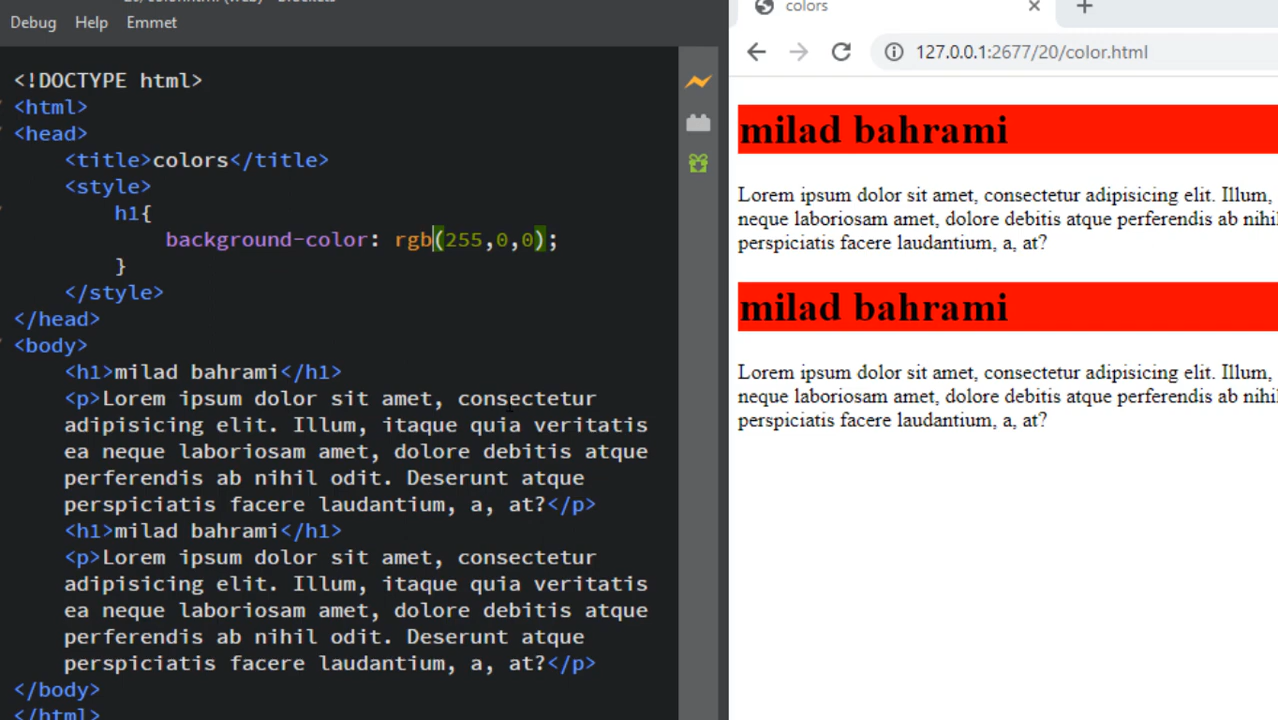 Debug Help Emmet
<!DOCTYPE html>
<html>
<head>
<title>colors</title>
<style>
h1{
background-color: rgb(255,0,0);
}
</style>
</head>
<body>
<h1>milad bahrami</h1>
<p>Lorem ipsum dolor sit amet, consectetur
adipisicing elit. Illum, itaque quia veritatis
ea neque laboriosam amet, dolore debitis atque
perferendis ab nihil odit. Deserunt atque
perspiciatis facere laudantium, a, at?</p>
<h1>milad bahrami</h1>
<p>Lorem ipsum dolor sit amet, consectetur
adipisicing elit. Illum, itaque quia veritatis
ea neque laboriosam amet, dolore debitis atque
perferendis ab nihil odit. Deserunt atque
perspiciatis facere laudantium, a, at?</p>
</body>
</html>
colors
127.0.0.1:2677/20/color.html
milad bahrami
Lorem ipsum dolor sit amet, consectetur adipisicing elit. Illum,
neque laboriosam amet, dolore debitis atque perferendis ab nihil
perspiciatis facere laudantium, a, at?
milad bahrami
Lorem ipsum dolor sit amet, consectetur adipisicing elit. Illum,
neque laboriosam amet, dolore debitis atque perferendis ab nihil
perspiciatis facere laudantium, a, at?